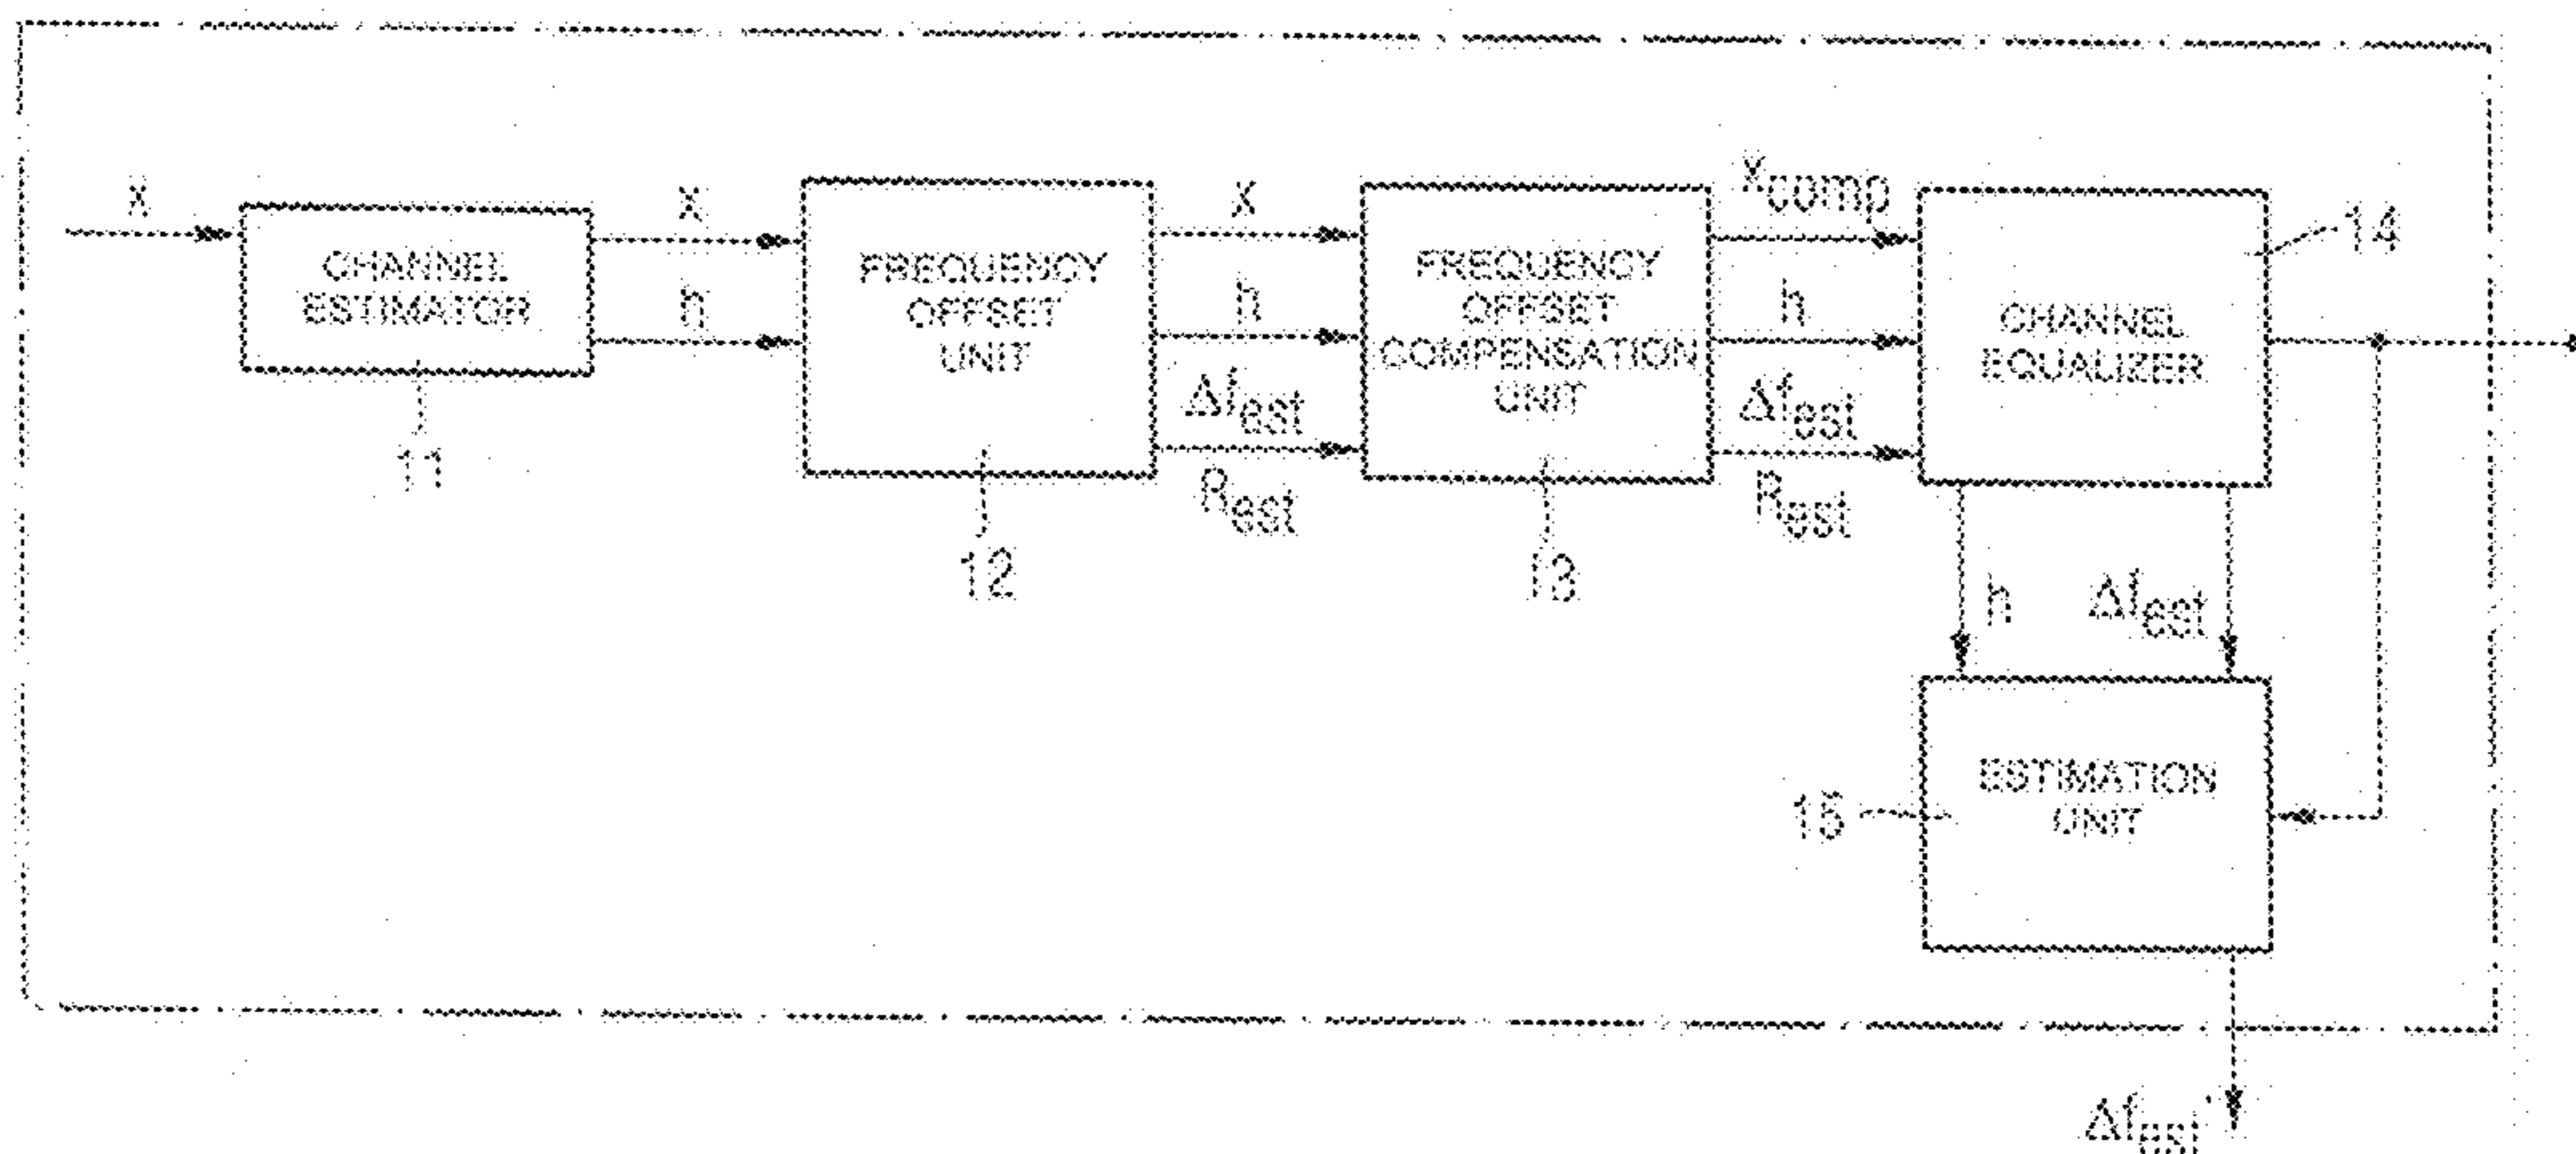 x
CHANNEL
ESTIMATOR
11
x
h
FREQUENCY
OFFSET
UNIT
12
x
h
Δfest
Rest
FREQUENCY
OFFSET
COMPENSATION
UNIT
13
xcomp
h
Δfest
Rest
CHANNEL
EQUALIZER
14
h
Δfest
ESTIMATION
UNIT
15
Δfest'